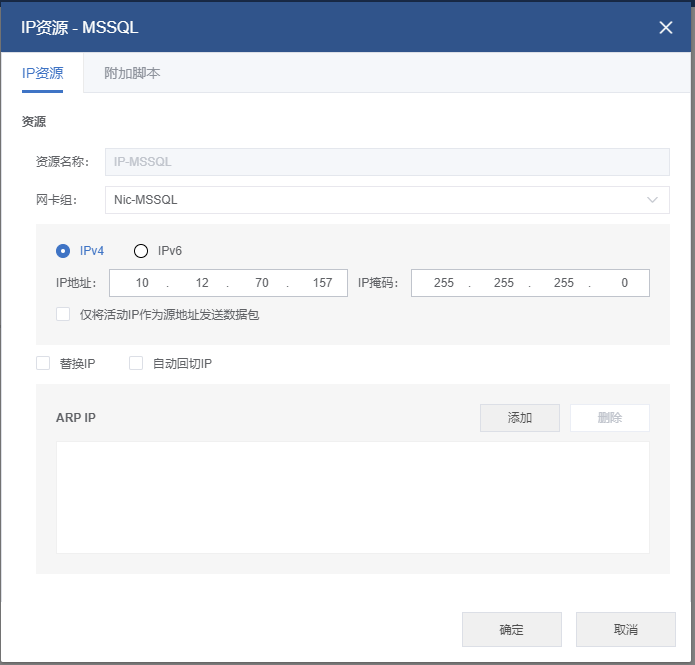 IP资源 - MSSQL
IP资源 附加脚本
资源
资源名称: IP-MSSQL
网卡组: Nic-MSSQL
IPv4 IPv6
IP地址: 10 . 12 . 70 . 157 IP掩码: 255 . 255 . 255 . 0
仅将活动IP作为源地址发送数据包
替换IP 自动回切IP
ARP IP 添加 删除
确定 取消